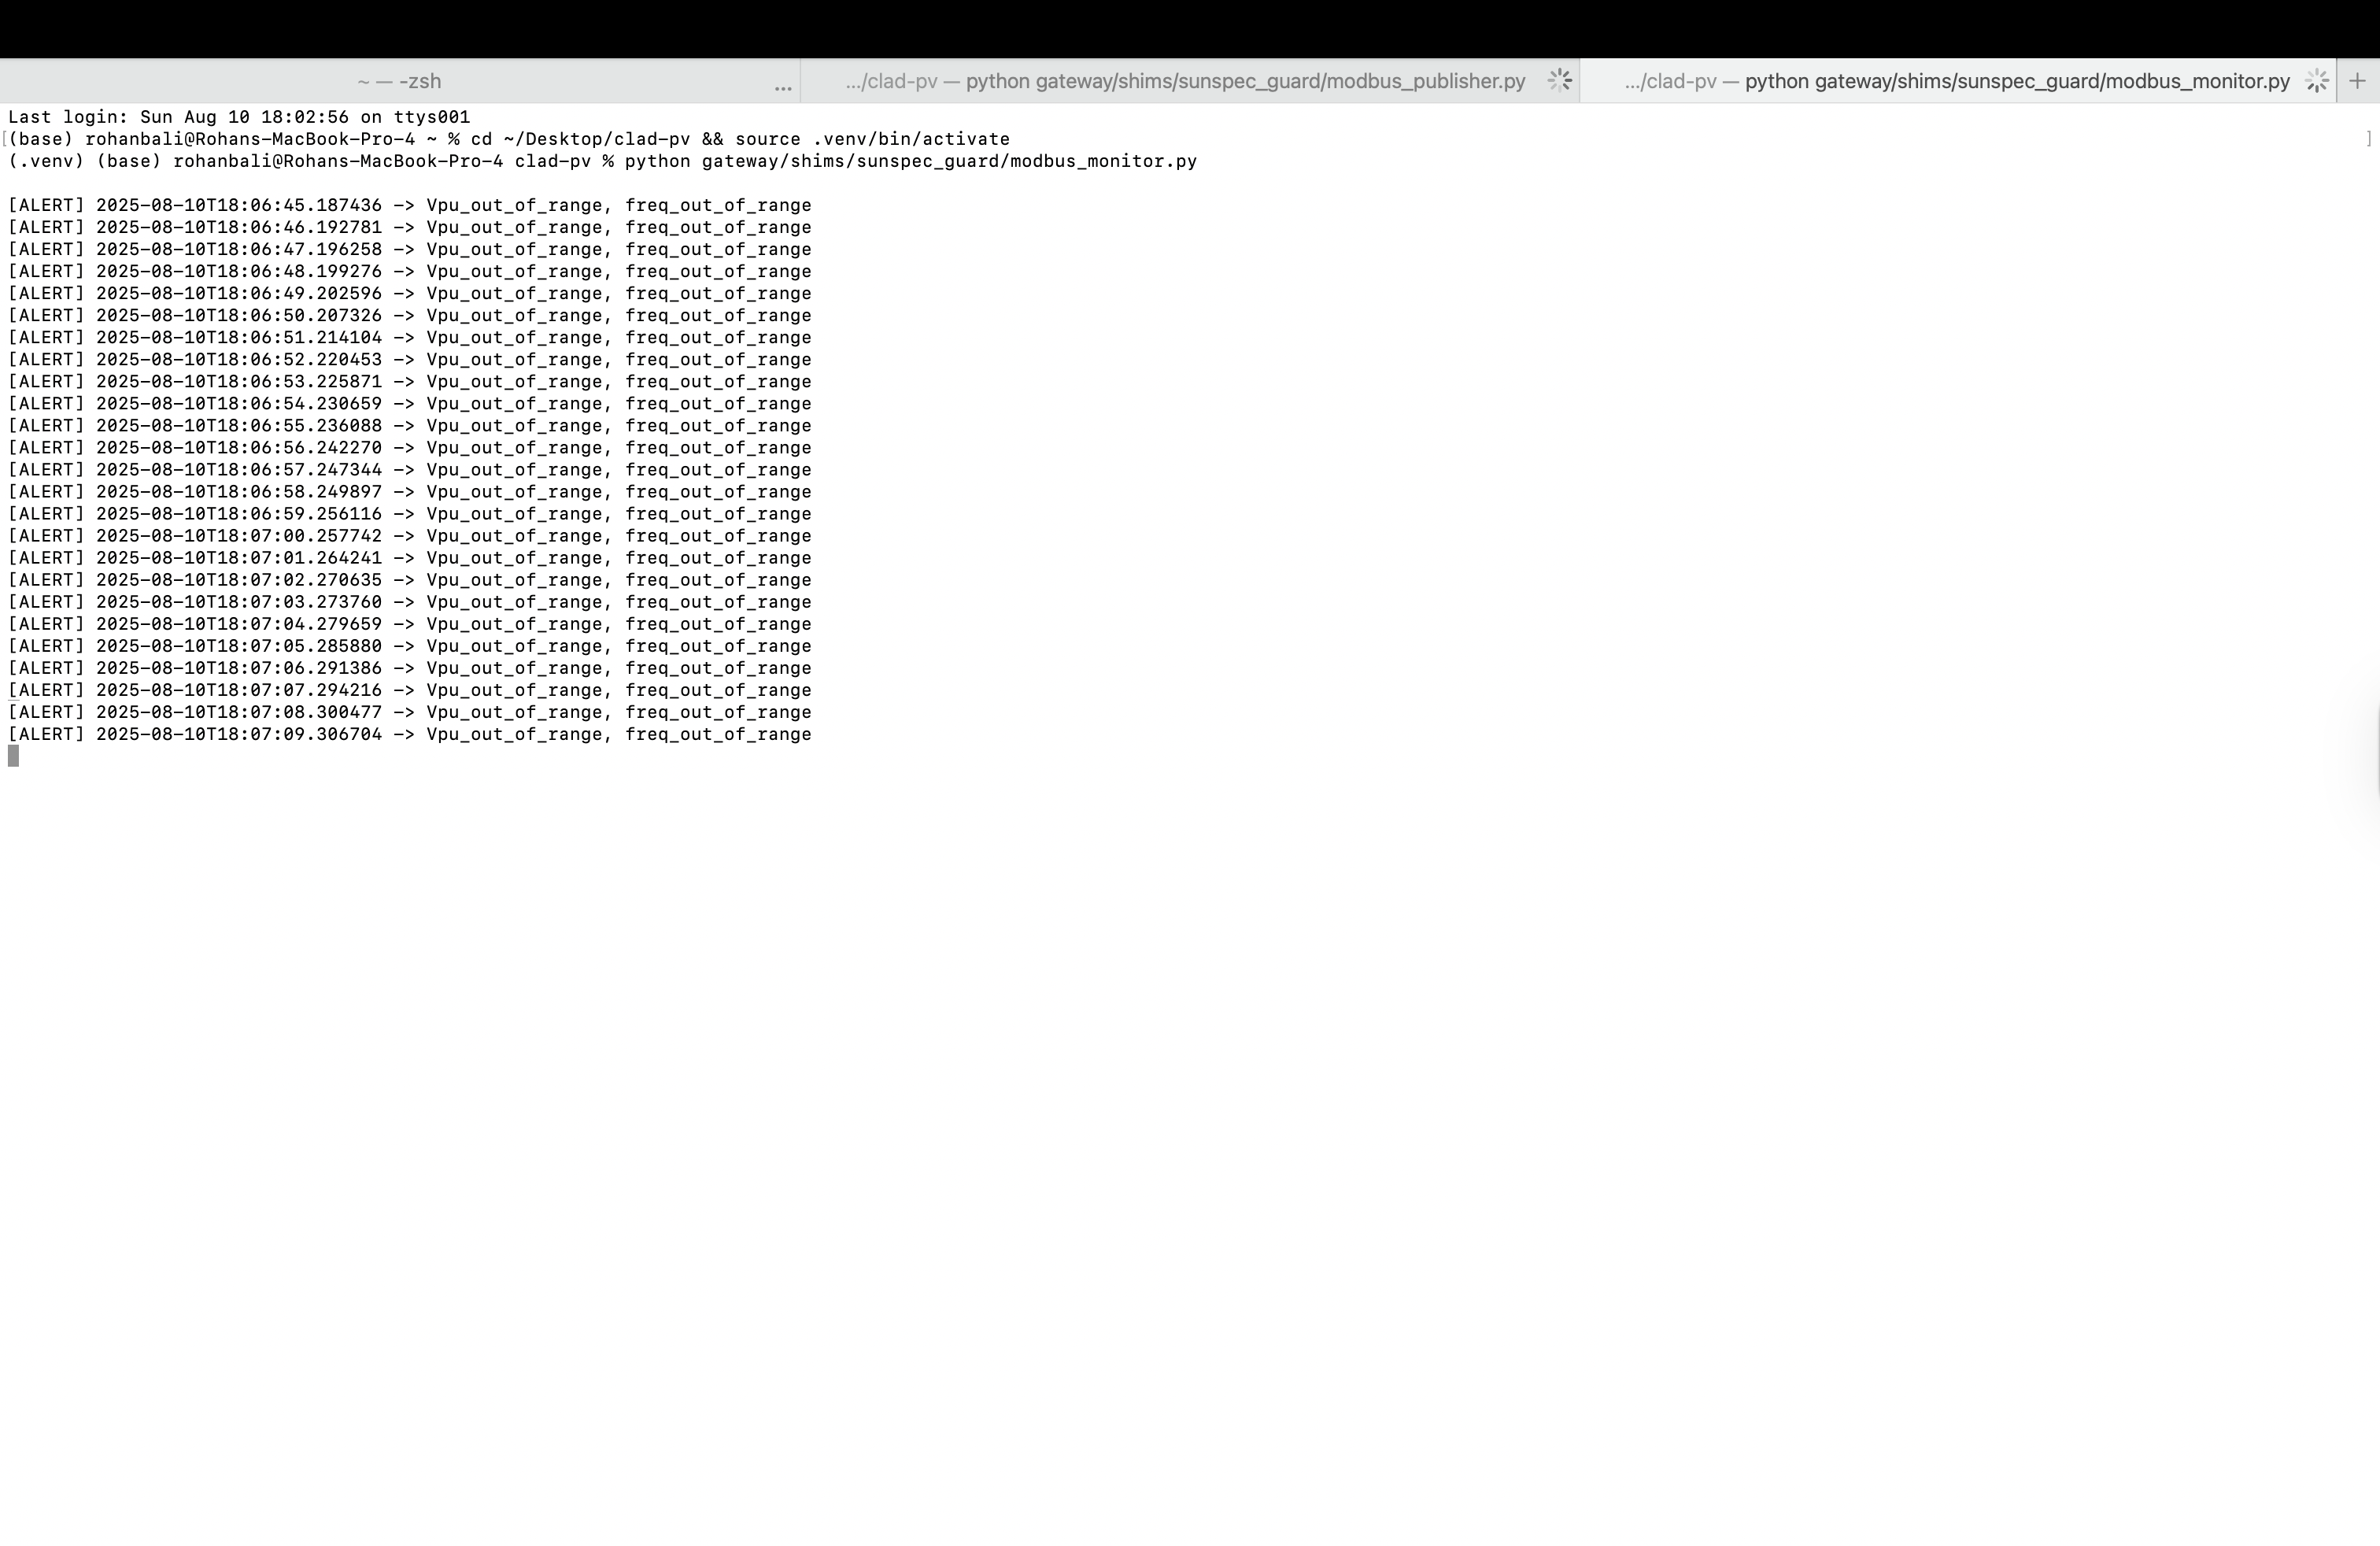 ~ — -zsh
...
.../clad-pv — python gateway/shims/sunspec_guard/modbus_publisher.py
.../clad-pv — python gateway/shims/sunspec_guard/modbus_monitor.py
+
Last login: Sun Aug 10 18:02:56 on ttys001
[(base) rohanbali@Rohans-MacBook-Pro-4 ~ % cd ~/Desktop/clad-pv && source .venv/bin/activate ]
(.venv) (base) rohanbali@Rohans-MacBook-Pro-4 clad-pv % python gateway/shims/sunspec_guard/modbus_monitor.py
[ALERT] 2025-08-10T18:06:45.187436 -> Vpu_out_of_range, freq_out_of_range
[ALERT] 2025-08-10T18:06:46.192781 -> Vpu_out_of_range, freq_out_of_range
[ALERT] 2025-08-10T18:06:47.196258 -> Vpu_out_of_range, freq_out_of_range
[ALERT] 2025-08-10T18:06:48.199276 -> Vpu_out_of_range, freq_out_of_range
[ALERT] 2025-08-10T18:06:49.202596 -> Vpu_out_of_range, freq_out_of_range
[ALERT] 2025-08-10T18:06:50.207326 -> Vpu_out_of_range, freq_out_of_range
[ALERT] 2025-08-10T18:06:51.214104 -> Vpu_out_of_range, freq_out_of_range
[ALERT] 2025-08-10T18:06:52.220453 -> Vpu_out_of_range, freq_out_of_range
[ALERT] 2025-08-10T18:06:53.225871 -> Vpu_out_of_range, freq_out_of_range
[ALERT] 2025-08-10T18:06:54.230659 -> Vpu_out_of_range, freq_out_of_range
[ALERT] 2025-08-10T18:06:55.236088 -> Vpu_out_of_range, freq_out_of_range
[ALERT] 2025-08-10T18:06:56.242270 -> Vpu_out_of_range, freq_out_of_range
[ALERT] 2025-08-10T18:06:57.247344 -> Vpu_out_of_range, freq_out_of_range
[ALERT] 2025-08-10T18:06:58.249897 -> Vpu_out_of_range, freq_out_of_range
[ALERT] 2025-08-10T18:06:59.256116 -> Vpu_out_of_range, freq_out_of_range
[ALERT] 2025-08-10T18:07:00.257742 -> Vpu_out_of_range, freq_out_of_range
[ALERT] 2025-08-10T18:07:01.264241 -> Vpu_out_of_range, freq_out_of_range
[ALERT] 2025-08-10T18:07:02.270635 -> Vpu_out_of_range, freq_out_of_range
[ALERT] 2025-08-10T18:07:03.273760 -> Vpu_out_of_range, freq_out_of_range
[ALERT] 2025-08-10T18:07:04.279659 -> Vpu_out_of_range, freq_out_of_range
[ALERT] 2025-08-10T18:07:05.285880 -> Vpu_out_of_range, freq_out_of_range
[ALERT] 2025-08-10T18:07:06.291386 -> Vpu_out_of_range, freq_out_of_range
[ALERT] 2025-08-10T18:07:07.294216 -> Vpu_out_of_range, freq_out_of_range
[ALERT] 2025-08-10T18:07:08.300477 -> Vpu_out_of_range, freq_out_of_range
[ALERT] 2025-08-10T18:07:09.306704 -> Vpu_out_of_range, freq_out_of_range